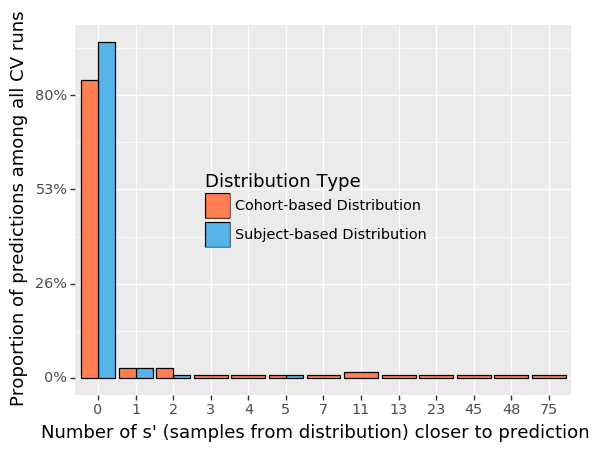 Proportion of predictions among all CV runs
80%
53%
26%
0%
Distribution Type
Cohort-based Distribution
Subject-based Distribution
0 1 2 3 4 5 7 11 13 23 45 48 75
Number of s' (samples from distribution) closer to prediction